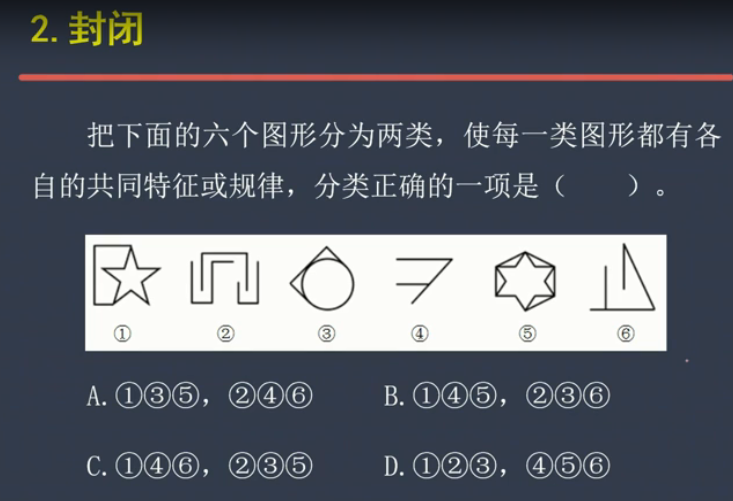 2. 封闭
把下面的六个图形分为两类，使每一类图形都有各
自的共同特征或规律，分类正确的一项是（　　）。
① ② ③ ④ ⑤ ⑥
A. ①③⑤，②④⑥ B. ①④⑤，②③⑥
C. ①④⑥，②③⑤ D. ①②③，④⑤⑥